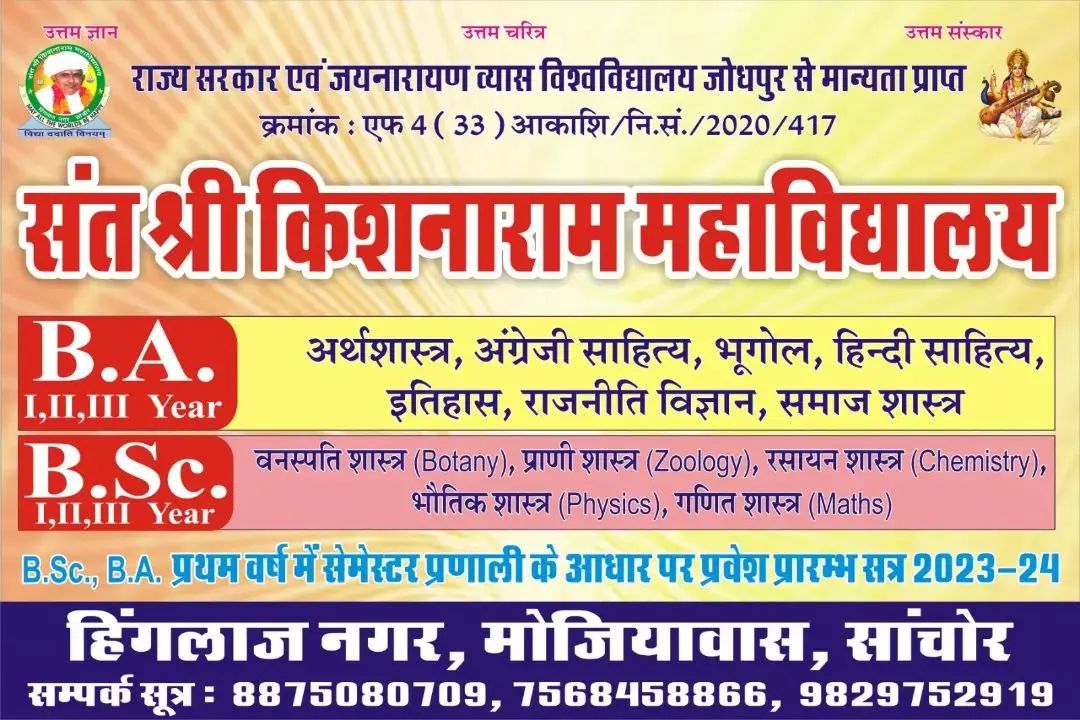 उत्तम ज्ञान
उत्तम चरित्र
उत्तम संस्कार
राज्य सरकार एवं जयनारायण व्यास विश्वविद्यालय जोधपुर से मान्यता प्राप्त
क्रमांक : एफ 4 ( 33 ) आकाशि/नि.सं./2020/417
विद्या ददाति विनयम्
संत श्री किशनाराम महाविद्यालय
B.A.
I,II,III Year
अर्थशास्त्र, अंग्रेजी साहित्य, भूगोल, हिन्दी साहित्य,
इतिहास, राजनीति विज्ञान, समाज शास्त्र
B.Sc.
I,II,III Year
वनस्पति शास्त्र (Botany), प्राणी शास्त्र (Zoology), रसायन शास्त्र (Chemistry),
भौतिक शास्त्र (Physics), गणित शास्त्र (Maths)
B.Sc., B.A. प्रथम वर्ष में सेमेस्टर प्रणाली के आधार पर प्रवेश प्रारम्भ सत्र 2023-24
हिंगलाज नगर, मोजियावास, सांचोर
सम्पर्क सूत्र : 8875080709, 7568458866, 9829752919